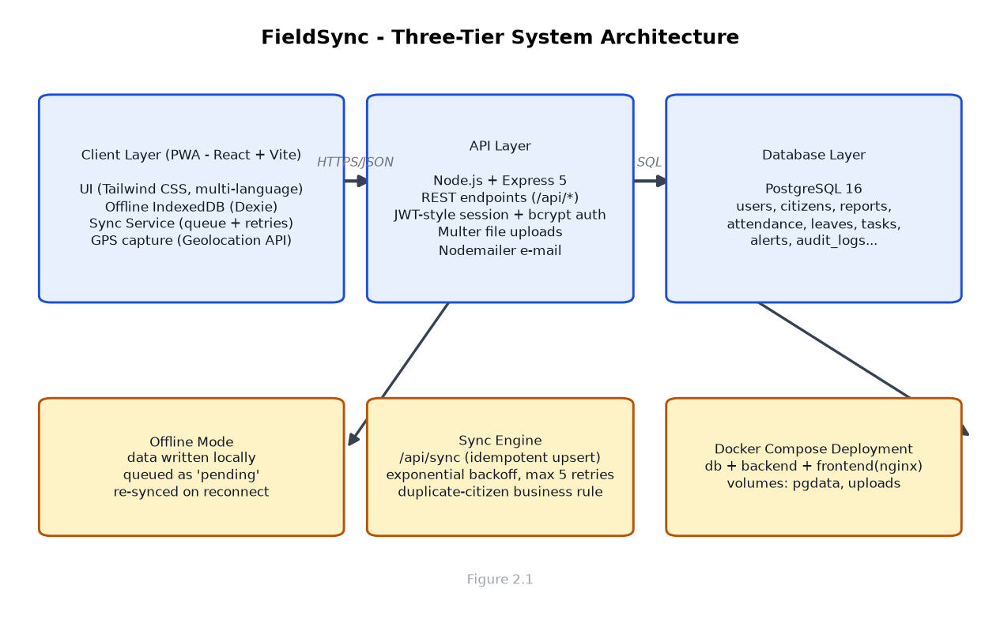 FieldSync - Three-Tier System Architecture
Client Layer (PWA - React + Vite)
UI (Tailwind CSS, multi-language)
Offline IndexedDB (Dexie)
Sync Service (queue + retries)
GPS capture (Geolocation API)
HTTPS/JSON
API Layer
Node.js + Express 5
REST endpoints (/api/*)
JWT-style session + bcrypt auth
Multer file uploads
Nodemailer e-mail
SQL
Database Layer
PostgreSQL 16
users, citizens, reports,
attendance, leaves, tasks,
alerts, audit_logs...
Offline Mode
data written locally
queued as 'pending'
re-synced on reconnect
Sync Engine
/api/sync (idempotent upsert)
exponential backoff, max 5 retries
duplicate-citizen business rule
Docker Compose Deployment
db + backend + frontend(nginx)
volumes: pgdata, uploads
Figure 2.1